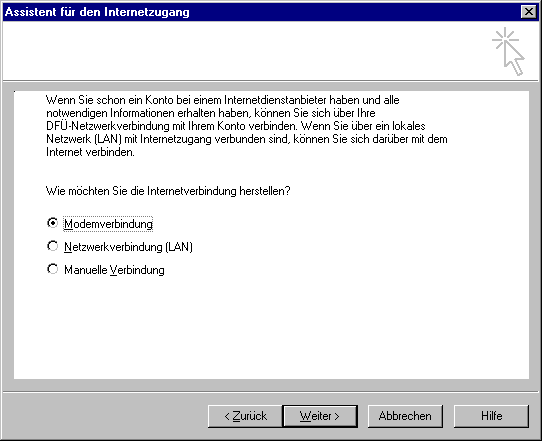 Assistent für den Internetzugang
Wenn Sie schon ein Konto bei einem Internetdienstanbieter haben und alle
notwendigen Informationen erhalten haben, können Sie sich über Ihre
DFÜ-Netzwerkverbindung mit Ihrem Konto verbinden. Wenn Sie über ein lokales
Netzwerk (LAN) mit Internetzugang verbunden sind, können Sie sich darüber mit dem
Internet verbinden.
Wie möchten Sie die Internetverbindung herstellen?
Modemverbindung
Netzwerkverbindung (LAN)
Manuelle Verbindung
< Zurück Weiter > Abbrechen Hilfe